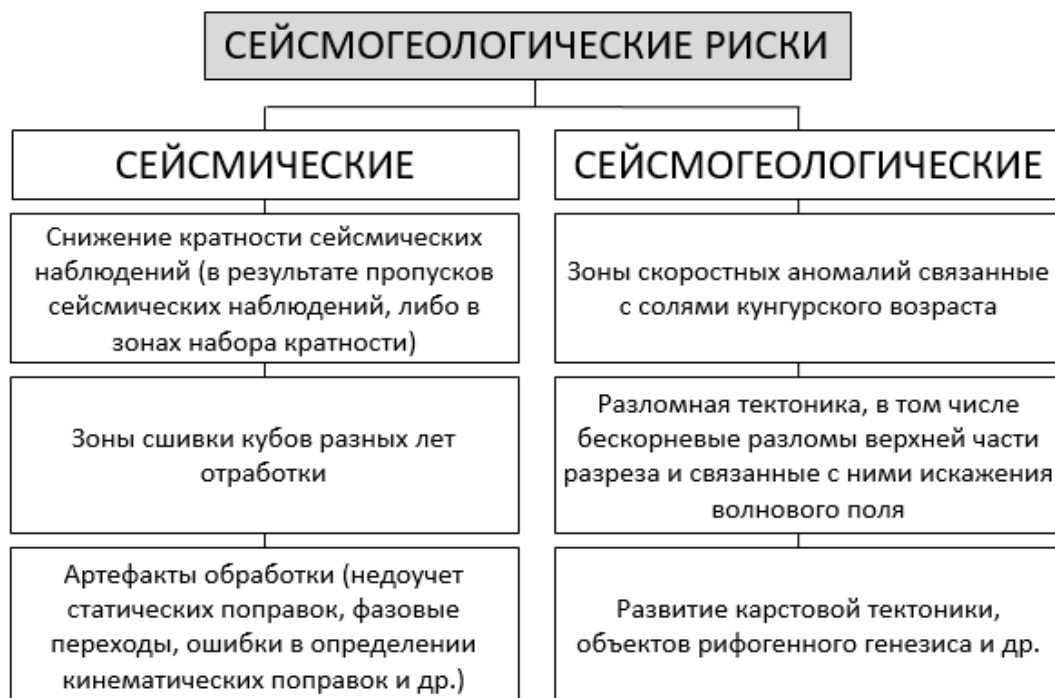 СЕЙСМОГЕОЛОГИЧЕСКИЕ РИСКИ
СЕЙСМИЧЕСКИЕ
Снижение кратности сейсмических
наблюдений (в результате пропусков
сейсмических наблюдений, либо в
зонах набора кратности)
Зоны сшивки кубов разных лет
отработки
Артефакты обработки (недоучет
статических поправок, фазовые
переходы, ошибки в определении
кинематических поправок и др.)
СЕЙСМОГЕОЛОГИЧЕСКИЕ
Зоны скоростных аномалий связанные
с солями кунгурского возраста
Разломная тектоника, в том числе
бескорневые разломы верхней части
разреза и связанные с ними искажения
волнового поля
Развитие карстовой тектоники,
объектов рифогенного генезиса и др.